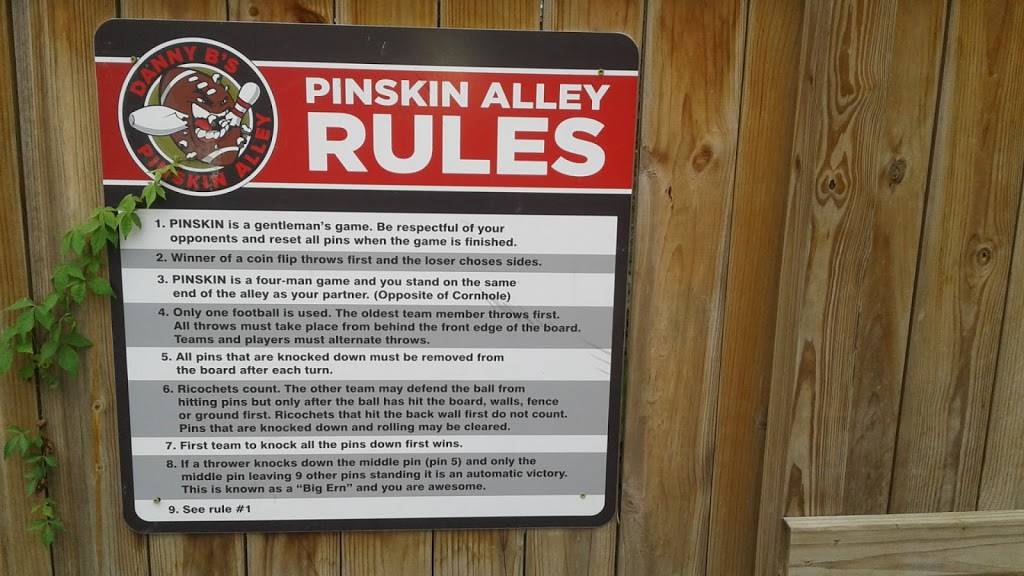 DANNY B'S
PINSKIN ALLEY
PINSKIN ALLEY
RULES
1. PINSKIN is a gentleman's game. Be respectful of your
opponents and reset all pins when the game is finished.
2. Winner of a coin flip throws first and the loser choses sides.
3. PINSKIN is a four-man game and you stand on the same
end of the alley as your partner. (Opposite of Cornhole)
4. Only one football is used. The oldest team member throws first.
All throws must take place from behind the front edge of the board.
Teams and players must alternate throws.
5. All pins that are knocked down must be removed from
the board after each turn.
6. Ricochets count. The other team may defend the ball from
hitting pins but only after the ball has hit the board, walls, fence
or ground first. Ricochets that hit the back wall first do not count.
Pins that are knocked down and rolling may be cleared.
7. First team to knock all the pins down first wins.
8. If a thrower knocks down the middle pin (pin 5) and only the
middle pin leaving 9 other pins standing it is an automatic victory.
This is known as a "Big Ern" and you are awesome.
9. See rule #1